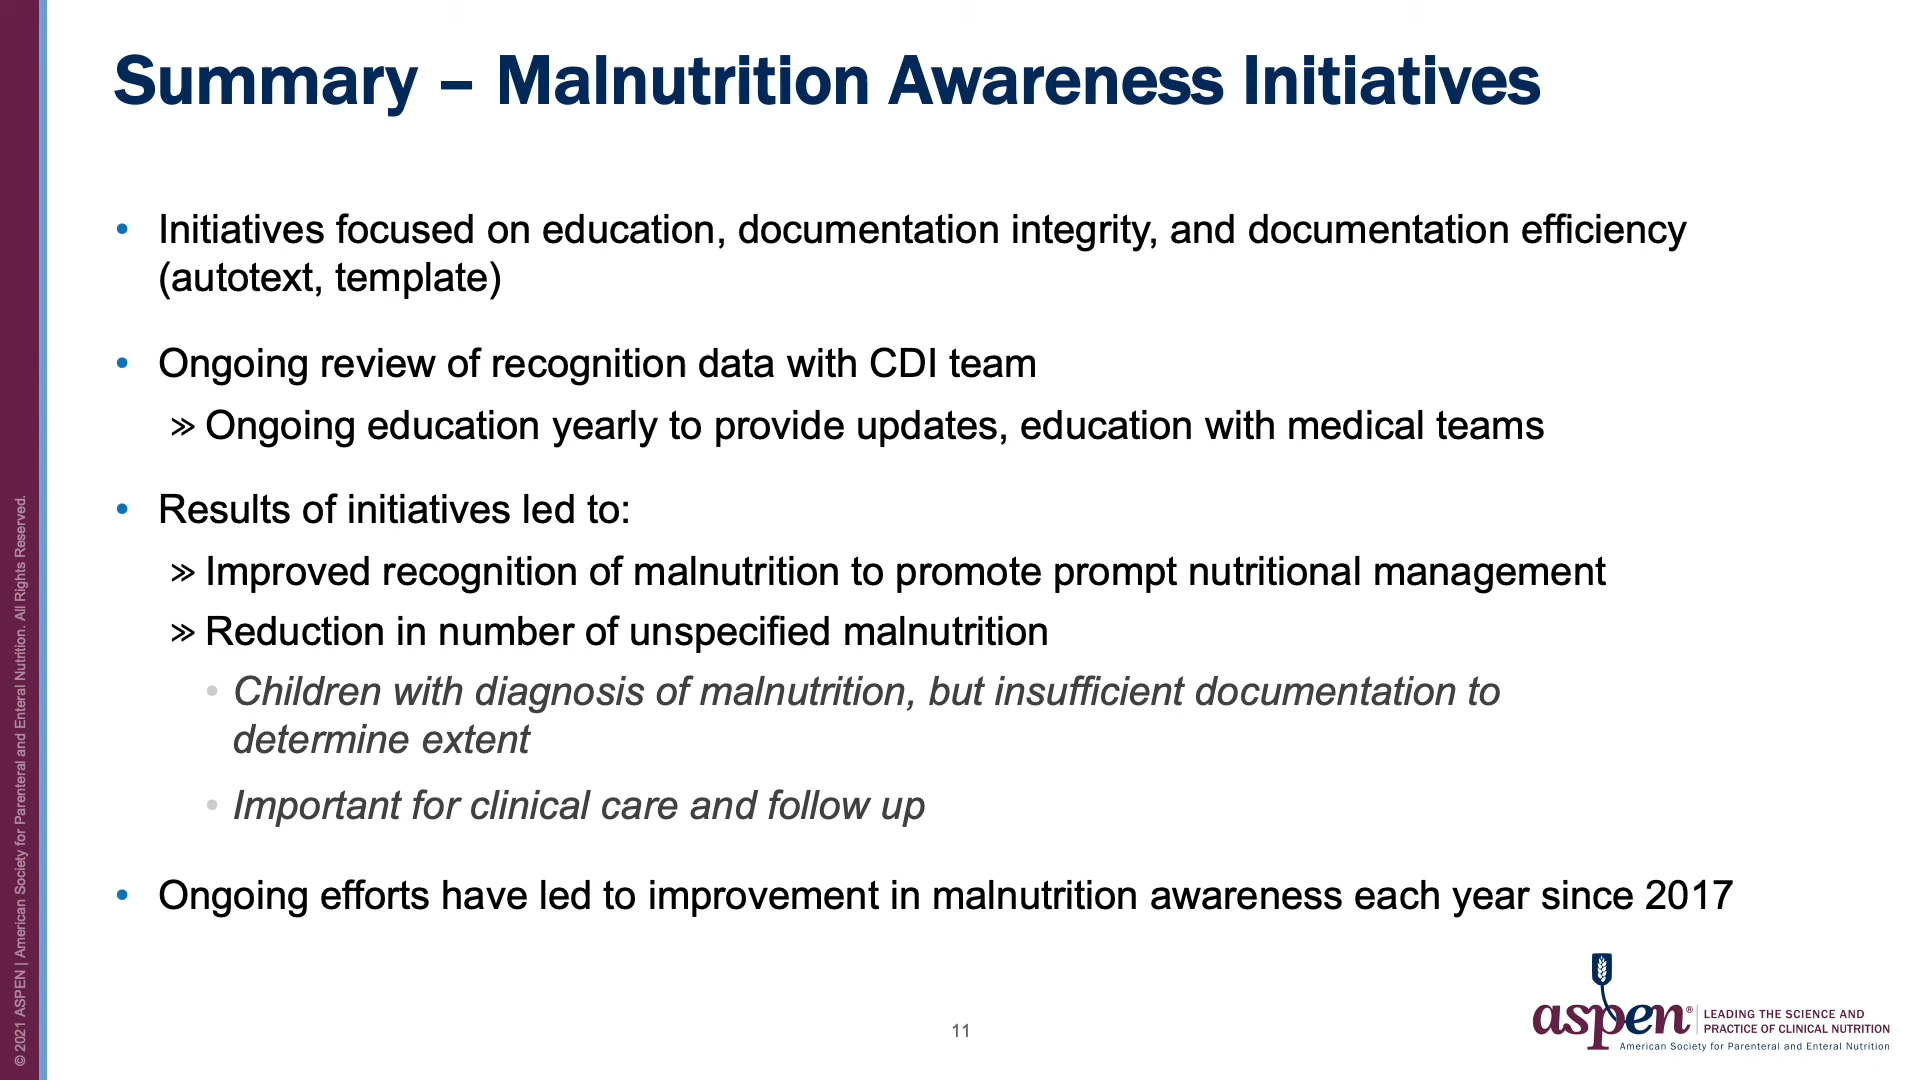 Summary – Malnutrition Awareness Initiatives
• Initiatives focused on education, documentation integrity, and documentation efficiency
(autotext, template)
• Ongoing review of recognition data with CDI team
» Ongoing education yearly to provide updates, education with medical teams
• Results of initiatives led to:
» Improved recognition of malnutrition to promote prompt nutritional management
» Reduction in number of unspecified malnutrition
• Children with diagnosis of malnutrition, but insufficient documentation to
determine extent
• Important for clinical care and follow up
• Ongoing efforts have led to improvement in malnutrition awareness each year since 2017
© 2021 ASPEN | American Society for Parenteral and Enteral Nutrition. All Rights Reserved.
11
aspen®
LEADING THE SCIENCE AND
PRACTICE OF CLINICAL NUTRITION
American Society for Parenteral and Enteral Nutrition